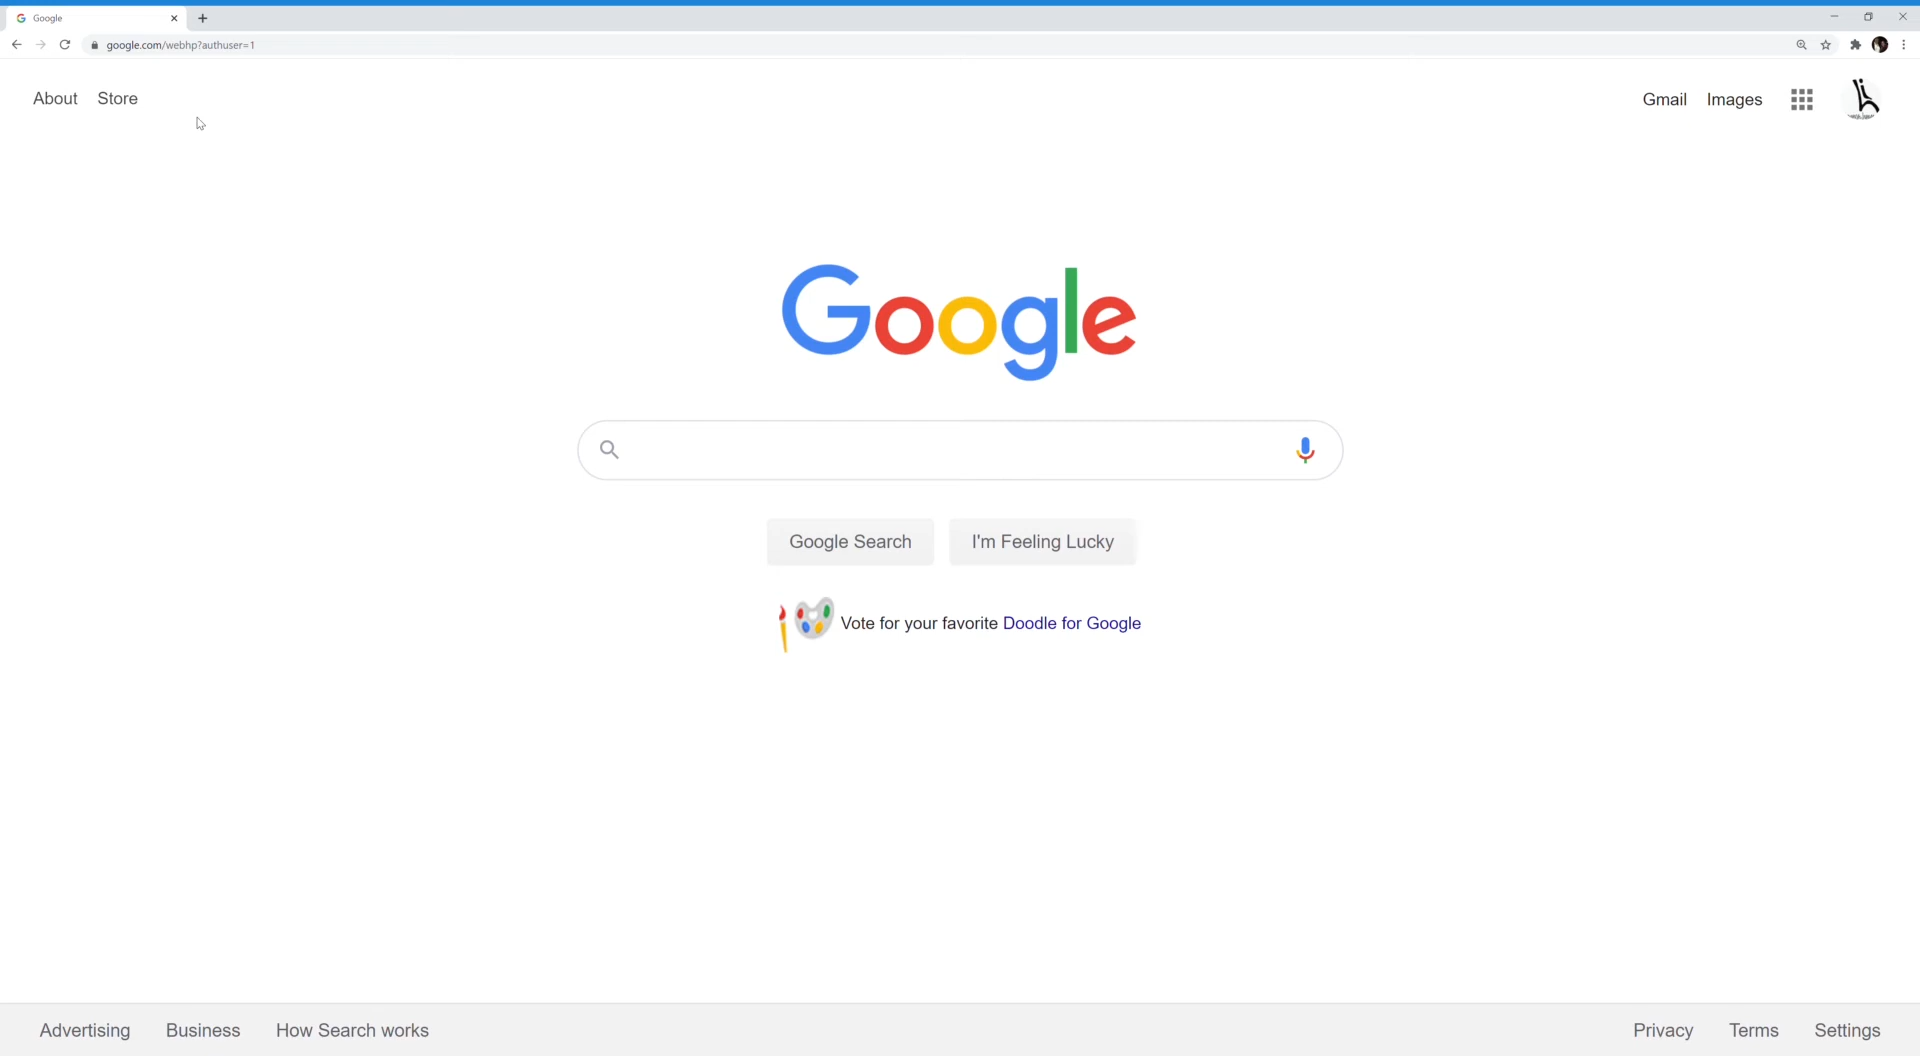 Google
google.com/webhp?authuser=1
About Store
Gmail Images
Google
Google Search I'm Feeling Lucky
Vote for your favorite Doodle for Google
Advertising Business How Search works
Privacy Terms Settings